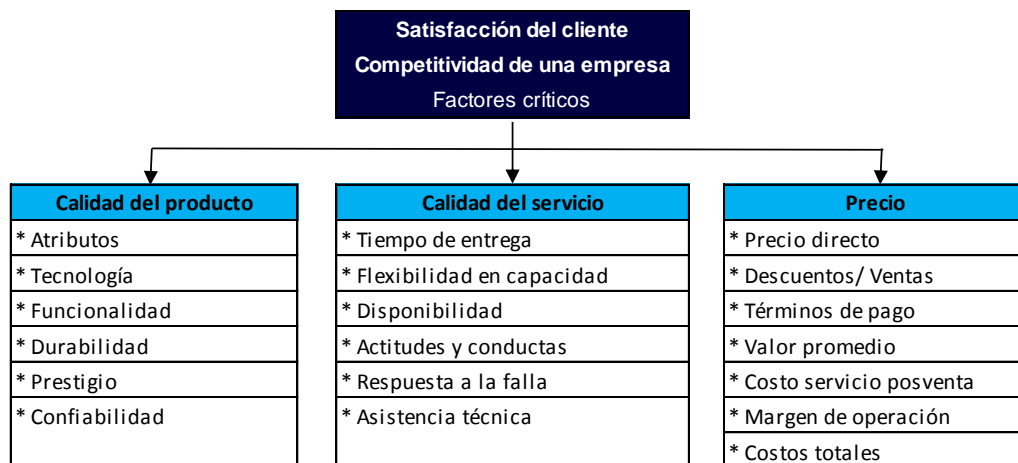 Satisfacción del cliente
Competitividad de una empresa
Factores críticos
Calidad del producto
* Atributos
* Tecnología
* Funcionalidad
* Durabilidad
* Prestigio
* Confiabilidad
Calidad del servicio
* Tiempo de entrega
* Flexibilidad en capacidad
* Disponibilidad
* Actitudes y conductas
* Respuesta a la falla
* Asistencia técnica
Precio
* Precio directo
* Descuentos/ Ventas
* Términos de pago
* Valor promedio
* Costo servicio posventa
* Margen de operación
* Costos totales